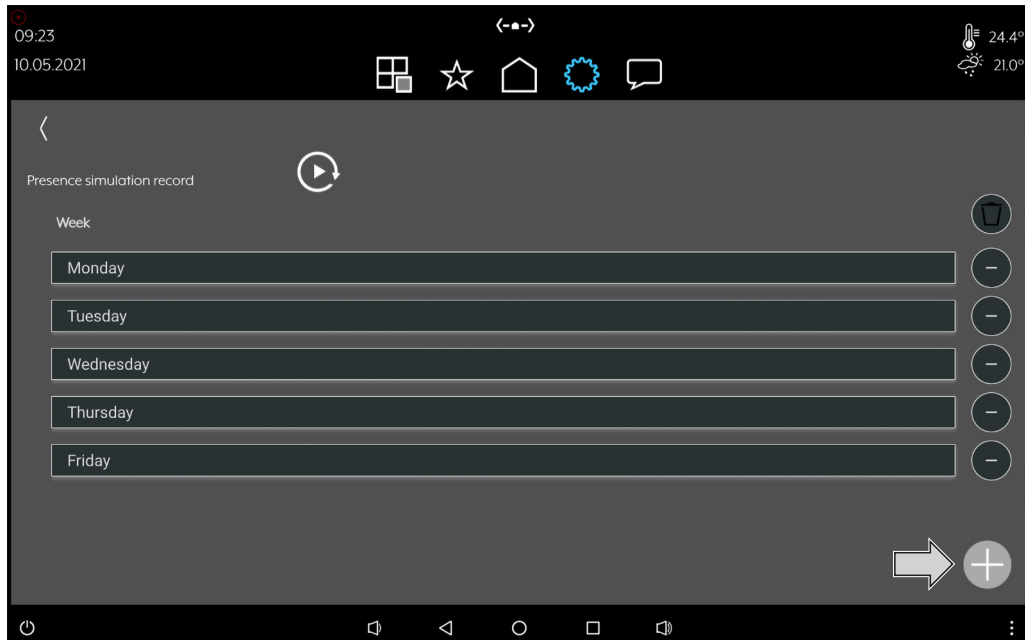 09:23
24.4°
10.05.2021
21.0°
Presence simulation record
Week
Monday
Tuesday
Wednesday
Thursday
Friday